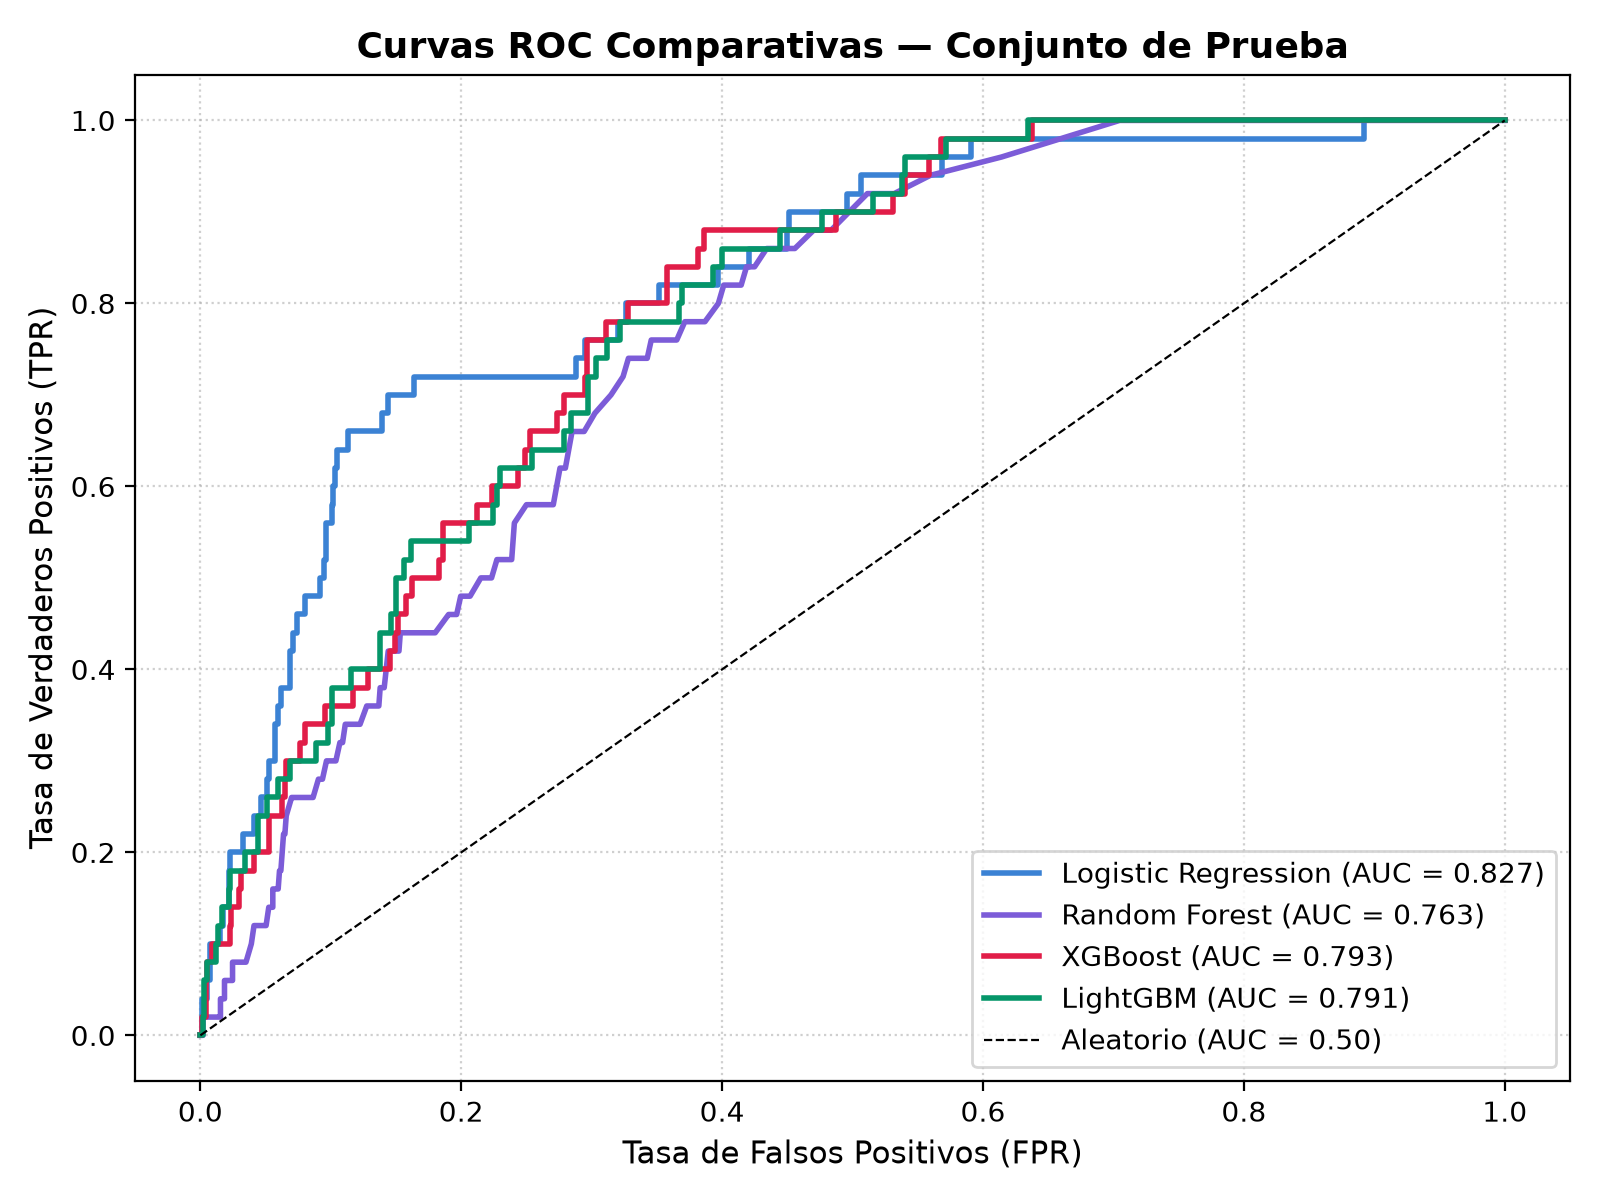 Curvas ROC Comparativas — Conjunto de Prueba
Tasa de Verdaderos Positivos (TPR)
1.0
0.8
0.6
0.4
0.2
0.0
Logistic Regression (AUC = 0.827)
Random Forest (AUC = 0.763)
XGBoost (AUC = 0.793)
LightGBM (AUC = 0.791)
Aleatorio (AUC = 0.50)
0.0 0.2 0.4 0.6 0.8 1.0
Tasa de Falsos Positivos (FPR)